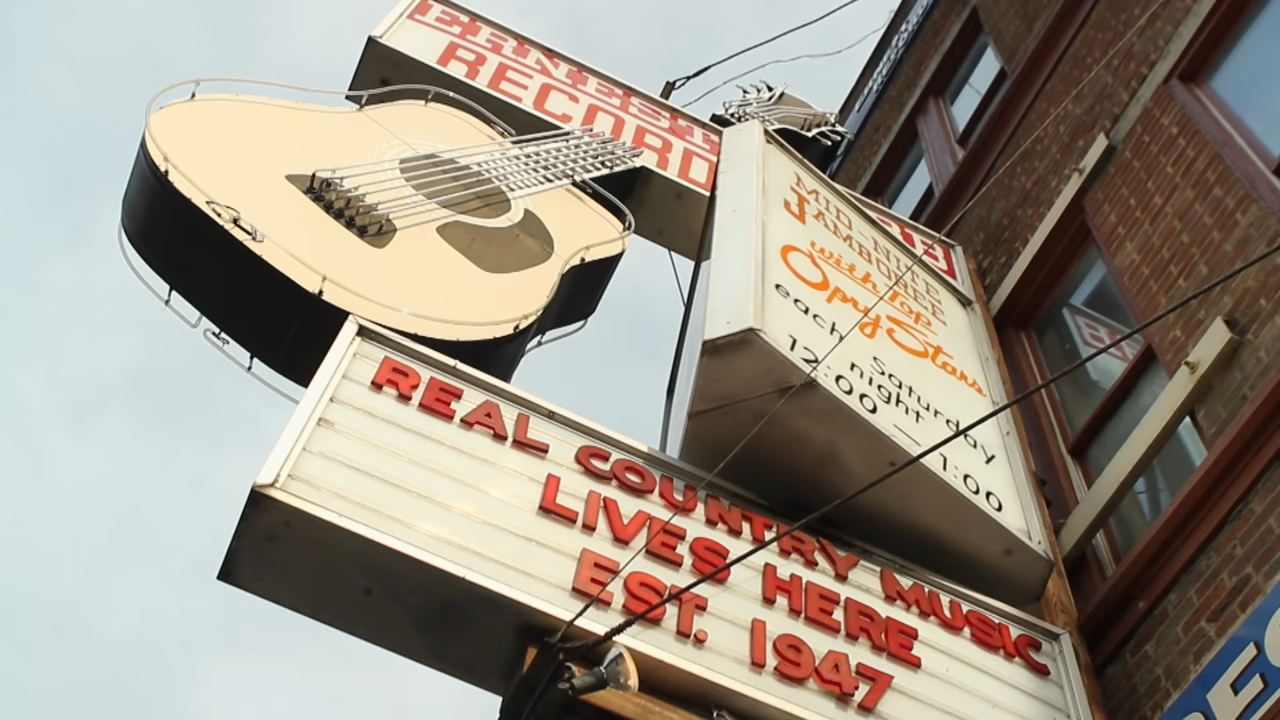 ERNEST
RECORD
MID-NITE
JAMBOREE
with Top
Opry Stars
each Saturday
night
12:00 — 1:00
REAL COUNTRY MUSIC
LIVES HERE
EST. 1947